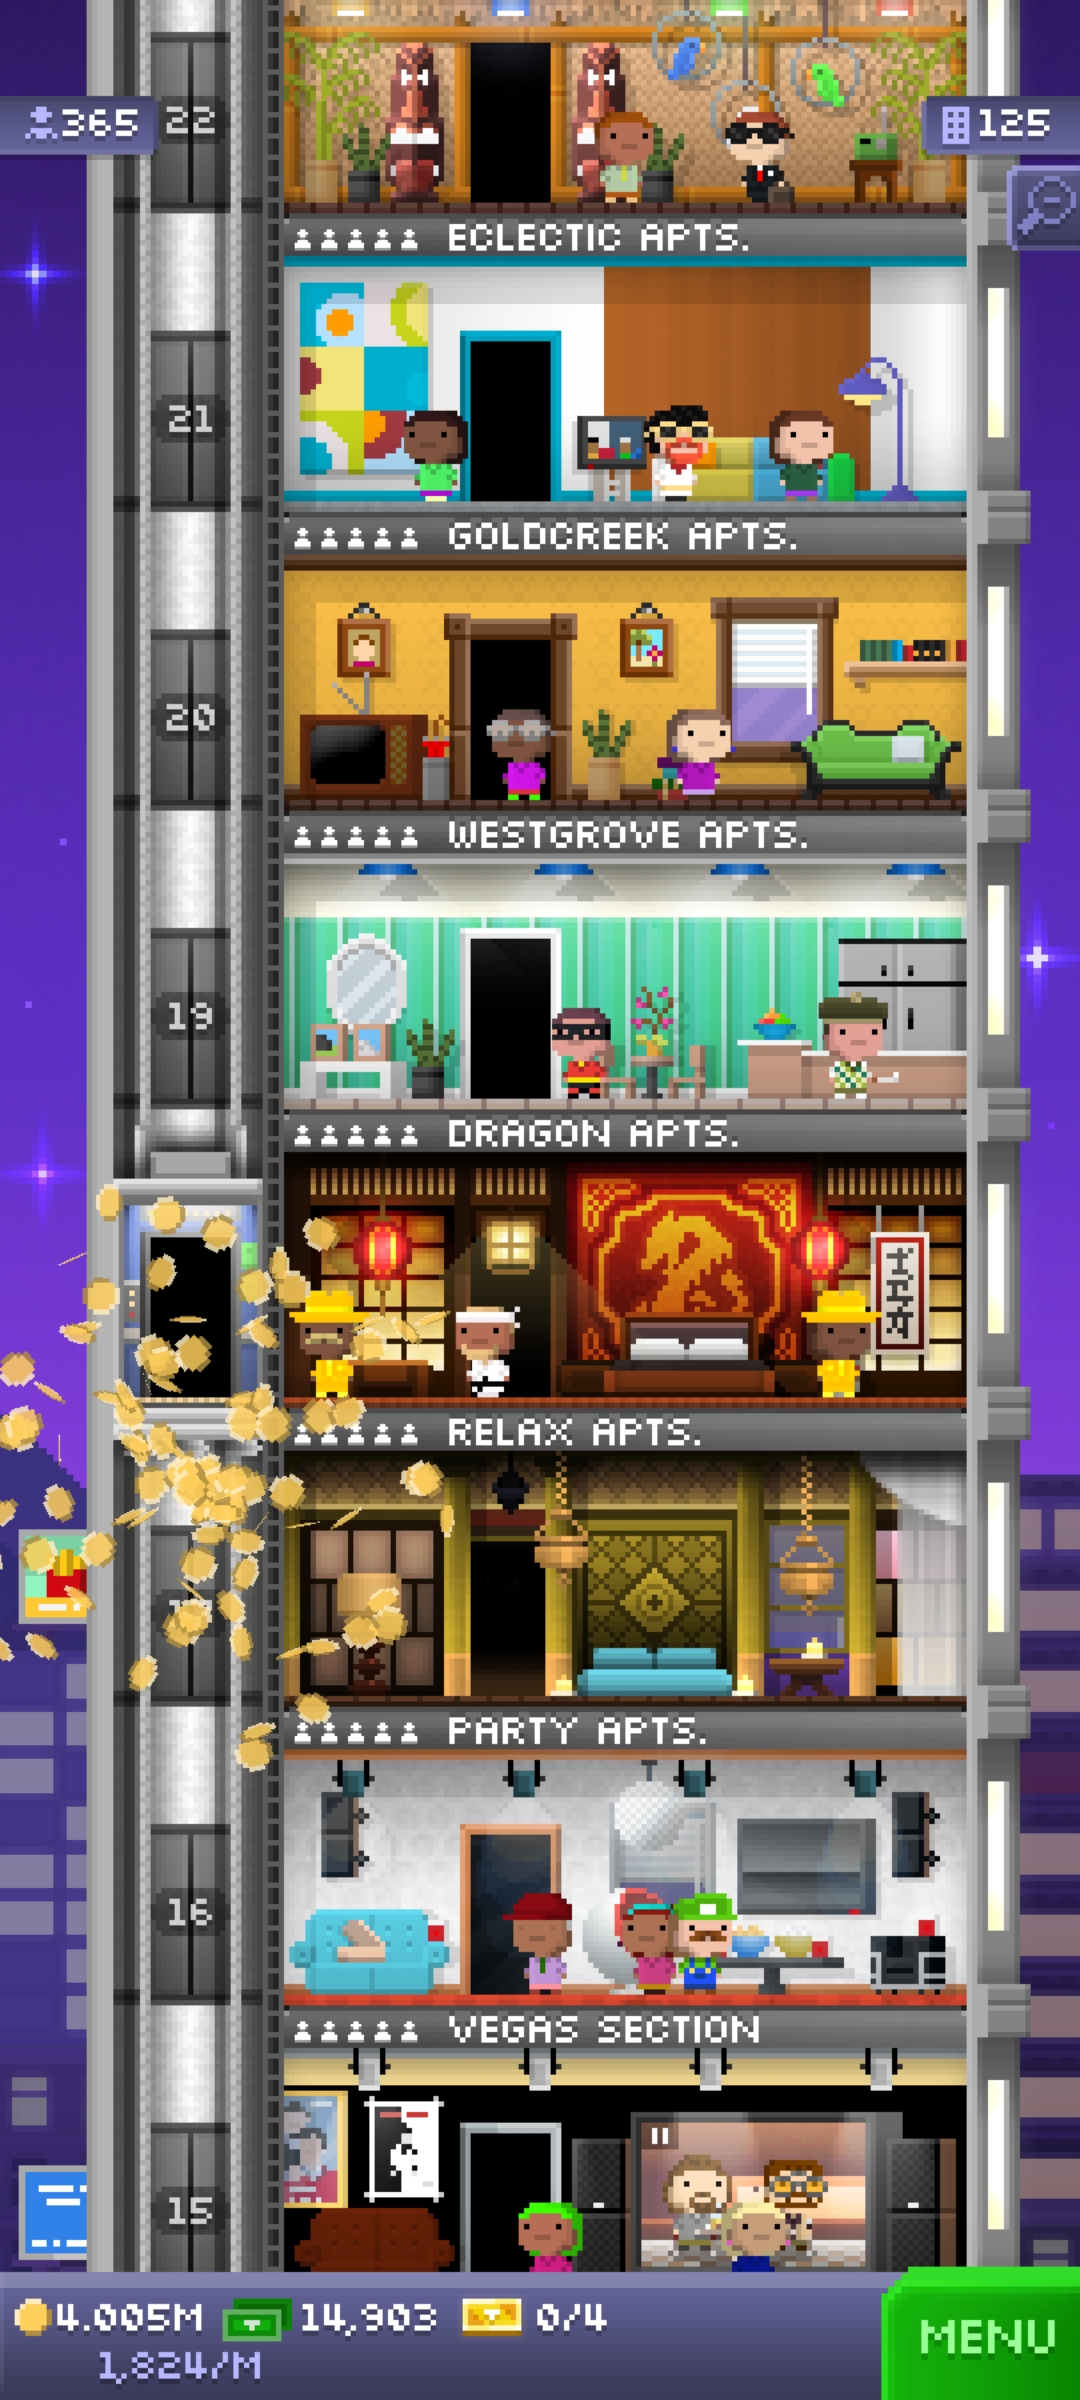 365
22
125
ECLECTIC APTS.
21
GOLDCREEK APTS.
20
WESTGROVE APTS.
19
DRAGON APTS.
RELAX APTS.
PARTY APTS.
16
VEGAS SECTION
15
4.005M 14,903 0/4
1,824/M
MENU